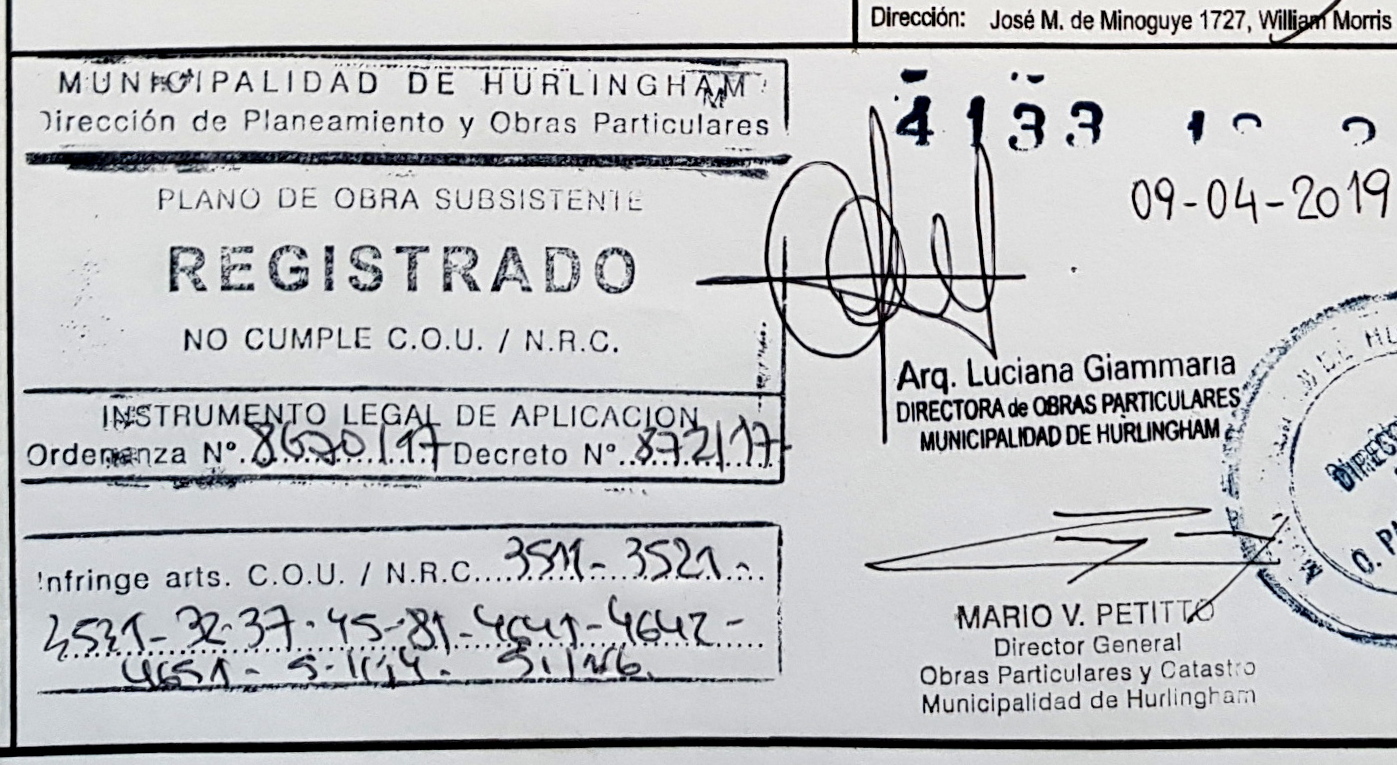 Dirección: José M. de Minoguye 1727, William Morris
MUNICIPALIDAD DE HURLINGHAM
Dirección de Planeamiento y Obras Particulares
PLANO DE OBRA SUBSISTENTE
REGISTRADO
NO CUMPLE C.O.U. / N.R.C.
INSTRUMENTO LEGAL DE APLICACION
Ordenanza Nº. 8620/17 Decreto Nº. 872/17-
Infringe arts. C.O.U. / N.R.C. 3511- 3521.-
3531-32-37-45-81-4641-4642-
4651-
4133
09-04-2019
Arq. Luciana Giammaria
DIRECTORA de OBRAS PARTICULARES
MUNICIPALIDAD DE HURLINGHAM
MARIO V. PETITTO
Director General
Obras Particulares y Catastro
Municipalidad de Hurlingham